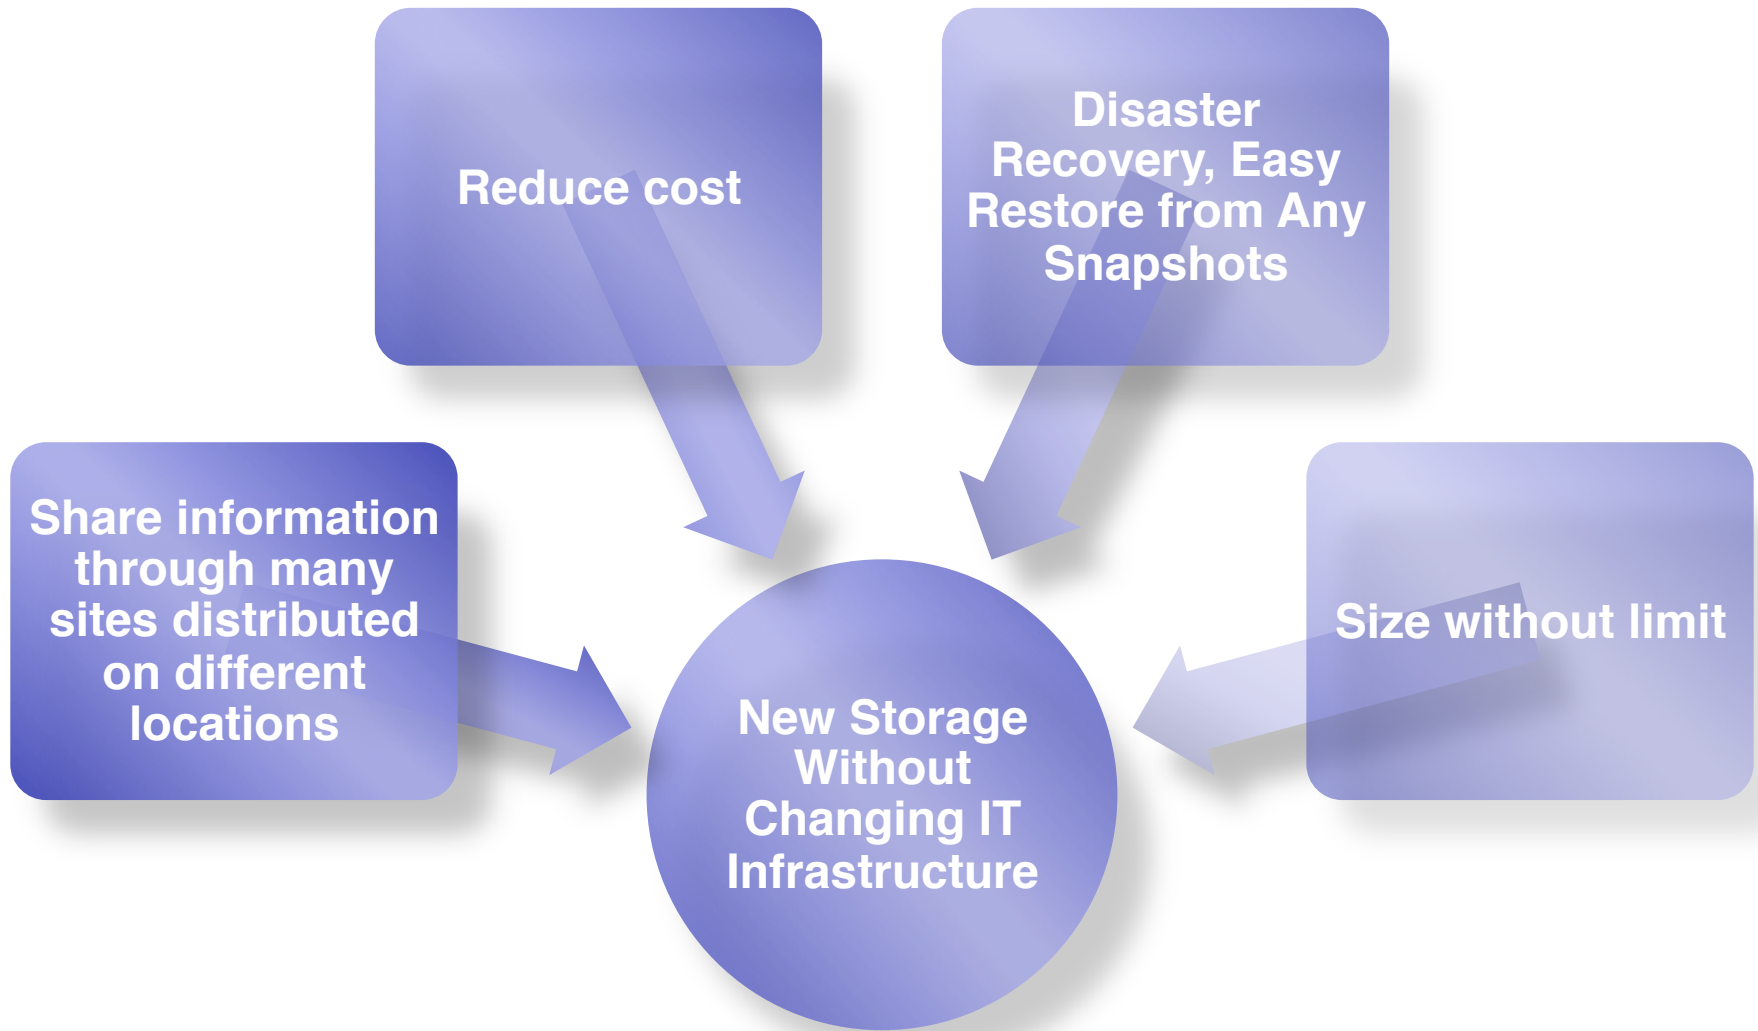 Reduce cost
Disaster
Recovery, Easy
Restore from Any
Snapshots
Share information
through many
sites distributed
on different
locations
Size without limit
New Storage
Without
Changing IT
Infrastructure